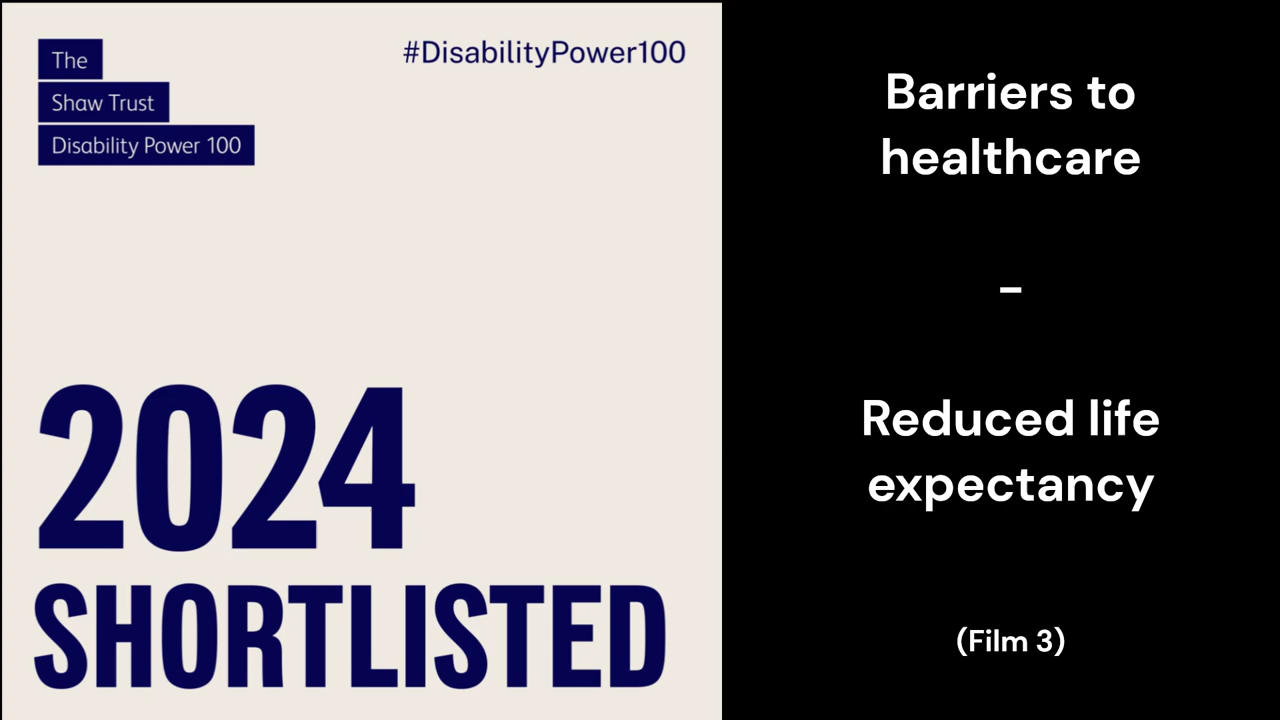 The
Shaw Trust
Disability Power 100
#DisabilityPower100
2024
SHORTLISTED
Barriers to
healthcare
–
Reduced life
expectancy
(Film 3)